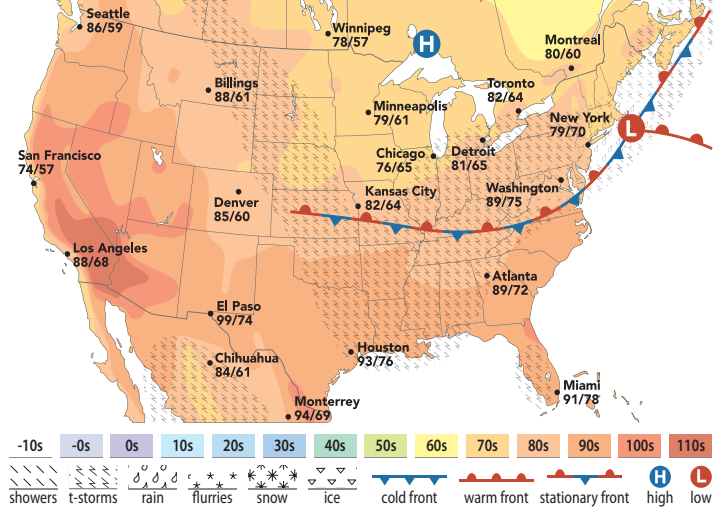 Seattle
86/59
Winnipeg
78/57
H
Montreal
80/60
Billings
88/61
Toronto
82/64
Minneapolis
79/61
New York
79/70
L
Chicago
76/65
Detroit
81/65
San Francisco
74/57
Denver
85/60
Kansas City
82/64
Washington
89/75
Los Angeles
88/68
Atlanta
89/72
El Paso
99/74
Chihuahua
84/61
Houston
93/76
Monterrey
94/69
Miami
91/78
-10s -0s 0s 10s 20s 30s 40s 50s 60s 70s 80s 90s 100s 110s
H L
showers t-storms rain flurries snow ice cold front warm front stationary front high low